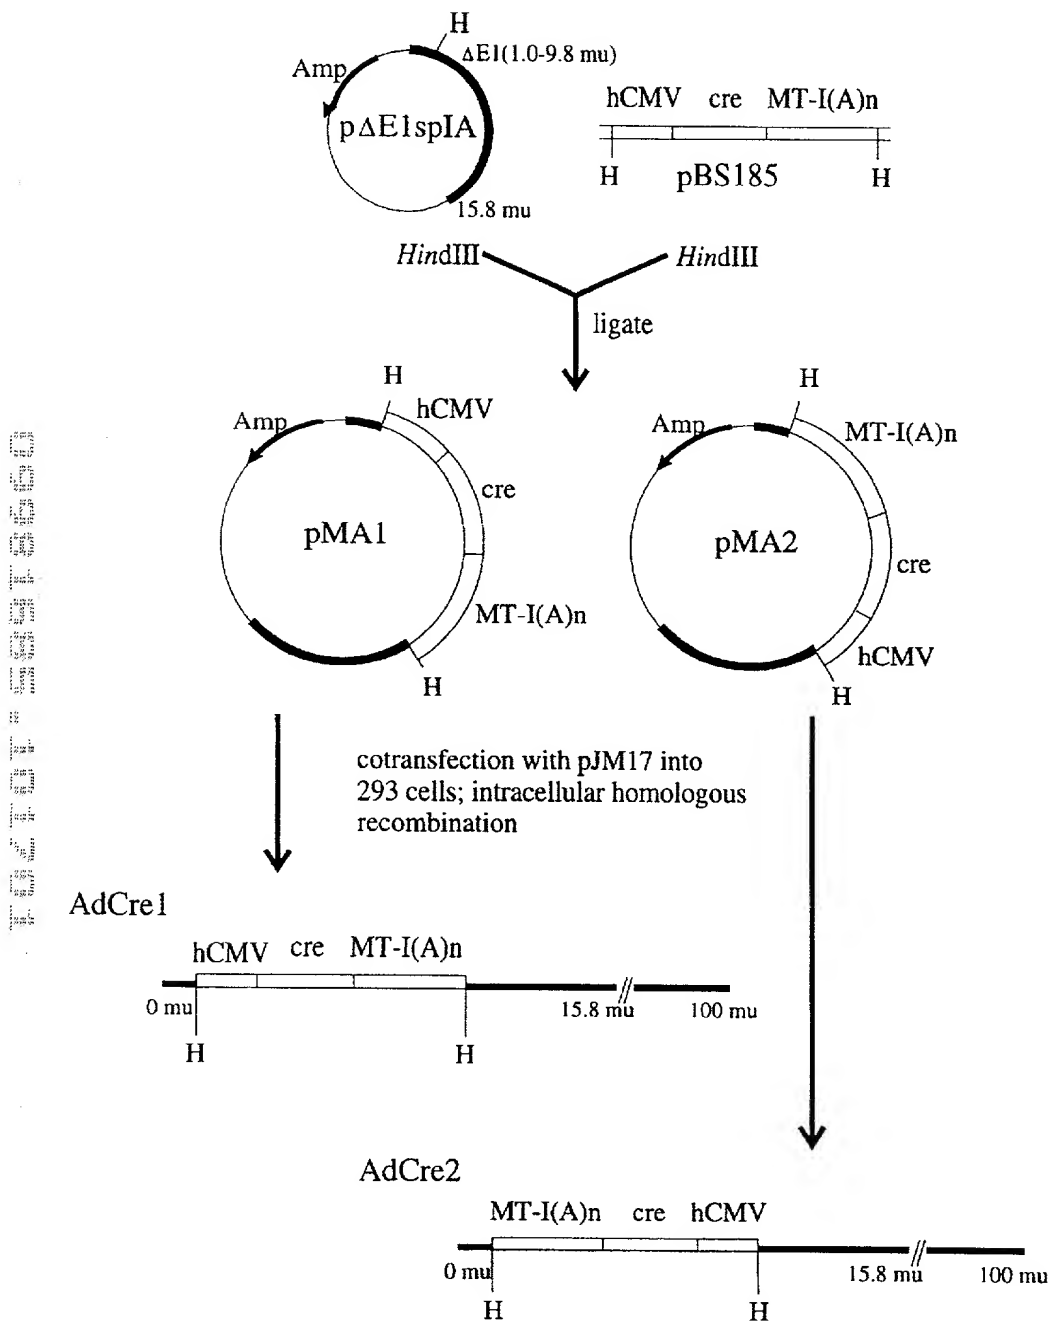 H
ΔE1(1.0-9.8 mu)
Amp
pΔE1spIA
15.8 mu
hCMV cre MT-I(A)n
H pBS185 H
HindIII HindIII
ligate
H
hCMV
Amp
cre
pMA1
MT-I(A)n
H
H
MT-I(A)n
Amp
pMA2
cre
hCMV
H
cotransfection with pJM17 into
293 cells; intracellular homologous
recombination
AdCre1
hCMV cre MT-I(A)n
0 mu 15.8 mu 100 mu
H H
AdCre2
MT-I(A)n cre hCMV
0 mu 15.8 mu 100 mu
H H